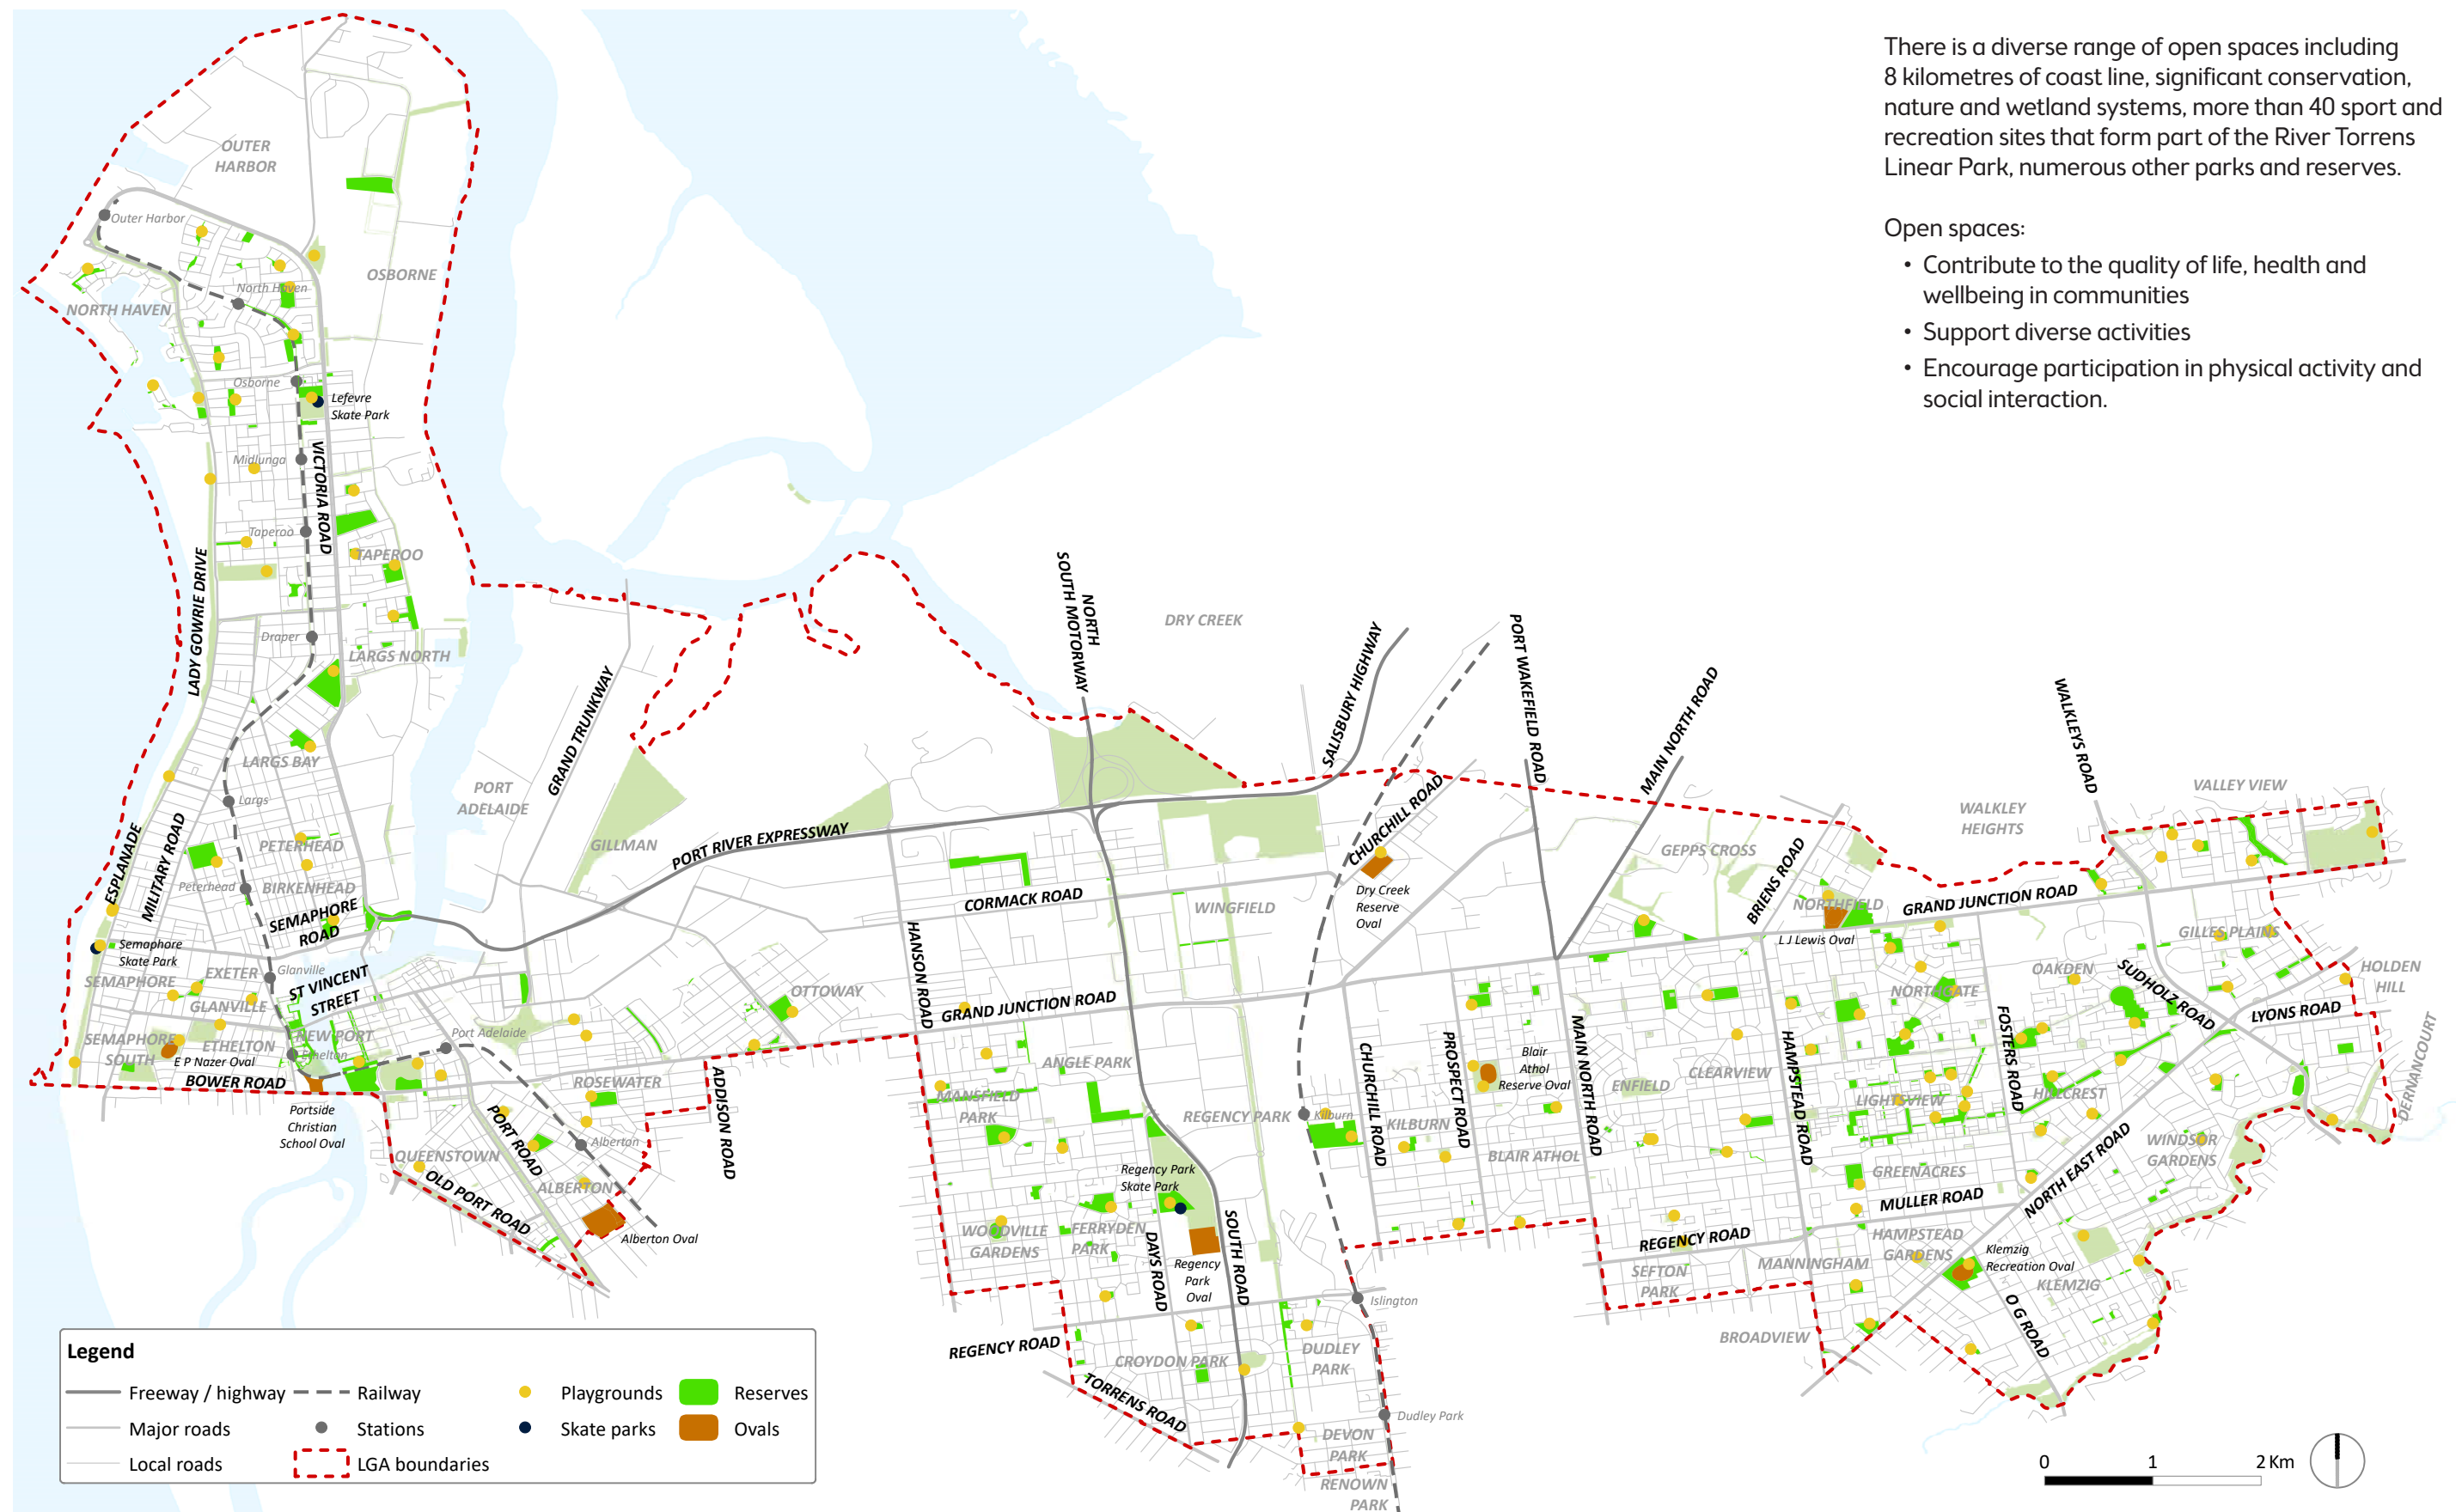 There is a diverse range of open spaces including
8 kilometres of coast line, significant conservation,
nature and wetland systems, more than 40 sport and
recreation sites that form part of the River Torrens
Linear Park, numerous other parks and reserves.
Open spaces:
• Contribute to the quality of life, health and
wellbeing in communities
• Support diverse activities
• Encourage participation in physical activity and
social interaction.
OUTER
HARBOR
Outer Harbor
OSBORNE
North Haven
NORTH HAVEN
Osborne
Lefevre
Skate Park
Midlunga
VICTORIA ROAD
Taperoo
TAPEROO
LADY GOWRIE DRIVE
Draper
LARGS NORTH
LARGS BAY
Largs
PORT
ADELAIDE
GRAND TRUNKWAY
GILLMAN
PORT RIVER EXPRESSWAY
NORTH
SOUTH MOTORWAY
DRY CREEK
SALISBURY HIGHWAY
PORT WAKEFIELD ROAD
MAIN NORTH ROAD
WALKLEYS ROAD
VALLEY VIEW
WALKLEY
HEIGHTS
ESPLANADE
MILITARY ROAD
PETERHEAD
Peterhead
BIRKENHEAD
SEMAPHORE
ROAD
Semaphore
Skate Park
SEMAPHORE
EXETER
Glanville
GLANVILLE
ST VINCENT
STREET
SEMAPHORE
SOUTH
ETHELTON
NEW PORT
Ethelton
E P Nazer Oval
BOWER ROAD
Port Adelaide
Portside
Christian
School Oval
ROSEWATER
OTTOWAY
ADDISON ROAD
PORT ROAD
Alberton
QUEENSTOWN
ALBERTON
OLD PORT ROAD
Alberton Oval
HANSON ROAD
CORMACK ROAD
WINGFIELD
CHURCHILL ROAD
Dry Creek
Reserve
Oval
GEPPS CROSS
BRIENS ROAD
NORTHFIELD
L J Lewis Oval
GRAND JUNCTION ROAD
GILLES PLAINS
HOLDEN
HILL
OAKDEN
SUDHOLZ ROAD
LYONS ROAD
NORTHGATE
GRAND JUNCTION ROAD
ANGLE PARK
MANSFIELD
PARK
REGENCY PARK
Kilburn
CHURCHILL ROAD
KILBURN
PROSPECT ROAD
Blair
Athol
Reserve Oval
BLAIR ATHOL
MAIN NORTH ROAD
ENFIELD
CLEARVIEW
HAMPSTEAD ROAD
LIGHTSVIEW
FOSTERS ROAD
HILLCREST
DERNANCOURT
WINDSOR
GARDENS
GREENACRES
MULLER ROAD
NORTH EAST ROAD
Regency Park
Skate Park
WOODVILLE
GARDENS
FERRYDEN
PARK
DAYS ROAD
Regency
Park
Oval
SOUTH ROAD
REGENCY ROAD
SEFTON
PARK
MANNINGHAM
HAMPSTEAD
GARDENS
Klemzig
Recreation Oval
KLEMZIG
O G ROAD
BROADVIEW
Islington
REGENCY ROAD
CROYDON PARK
DUDLEY
PARK
TORRENS ROAD
Dudley Park
DEVON
PARK
RENOWN
PARK
Legend
Freeway / highway
Railway
Playgrounds
Reserves
Major roads
Stations
Skate parks
Ovals
Local roads
LGA boundaries
0 1 2 Km